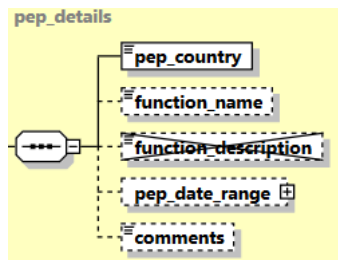 pep_details
pep_country
function_name
function_description
pep_date_range
comments